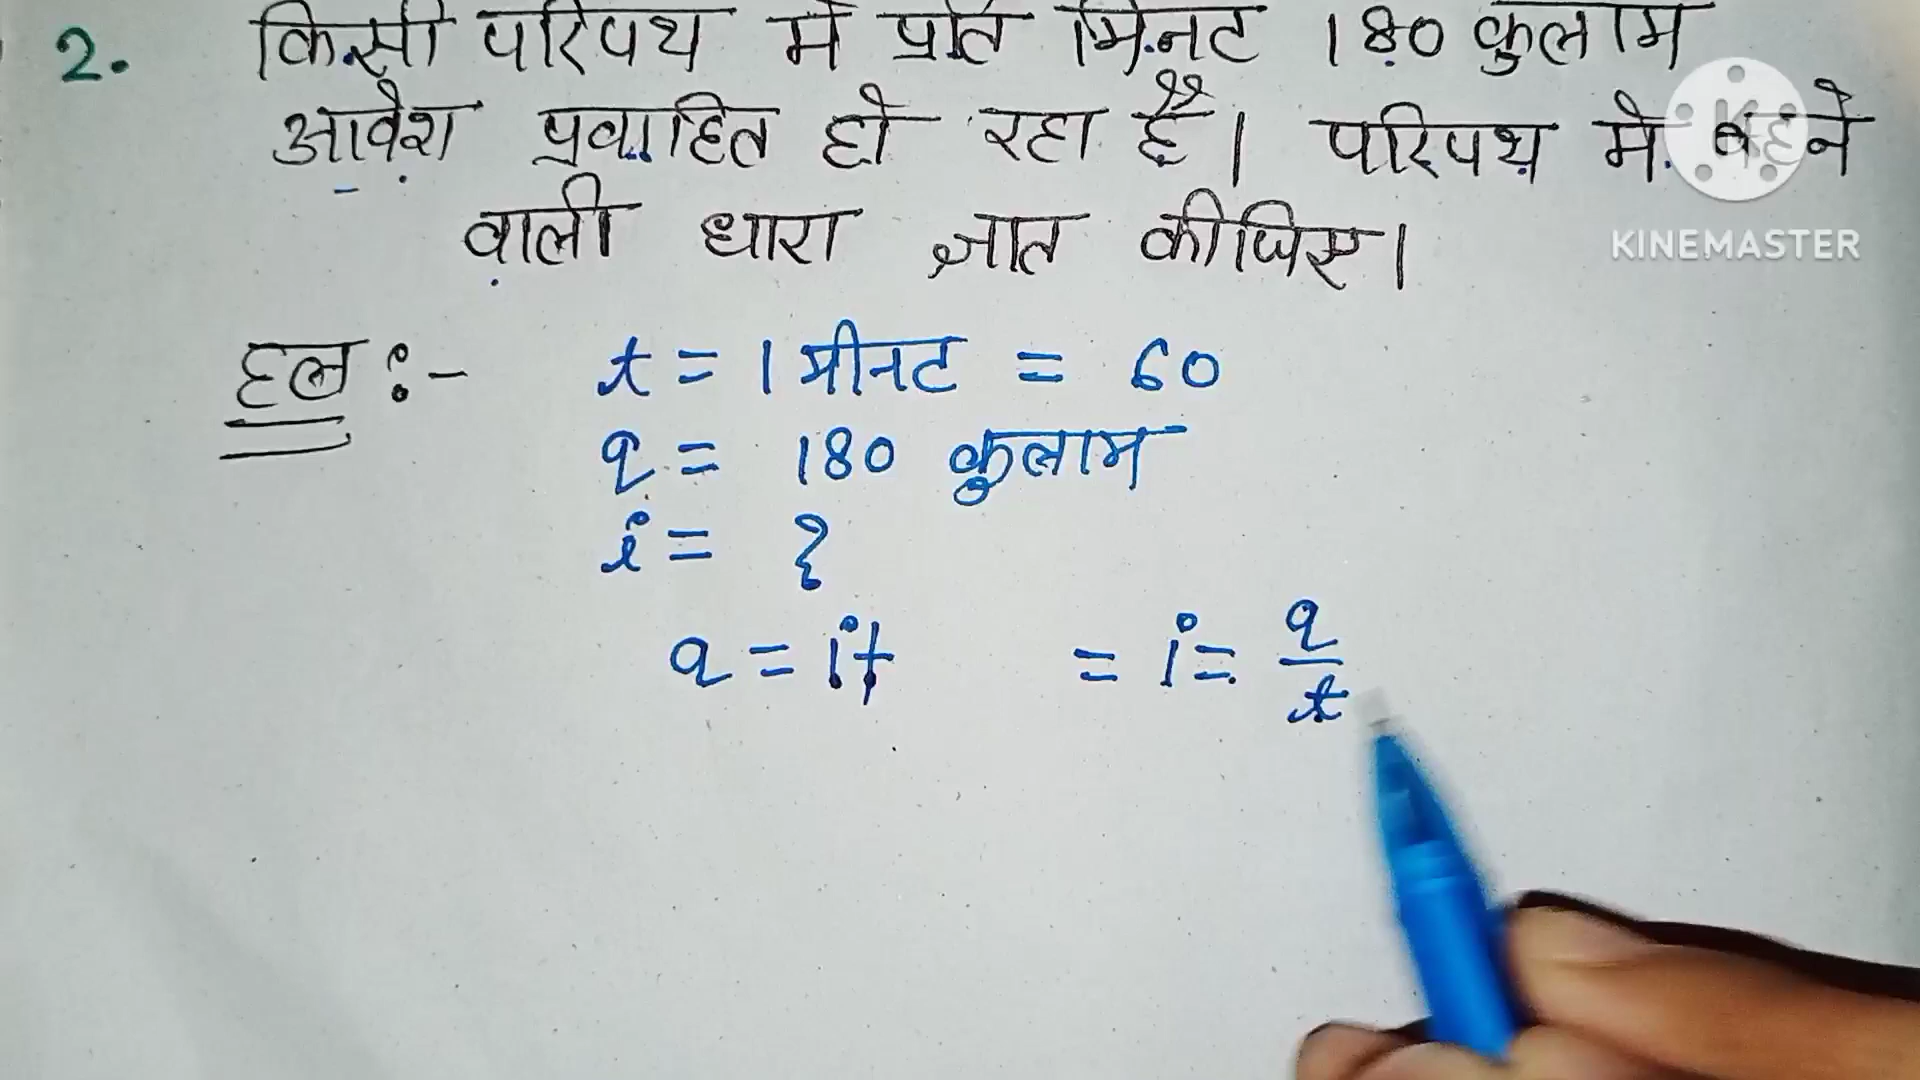 2. किसी परिपथ में प्रति मिनट 180 कुलाम
आवेश प्रवाहित हो रहा है। परिपथ मे बहने
वाली धारा ज्ञात कीजिए।
KINEMASTER
हल :- t = 1 मीनट = 60
q = 180 कुलाम
i = ?
q = it = i = q/t